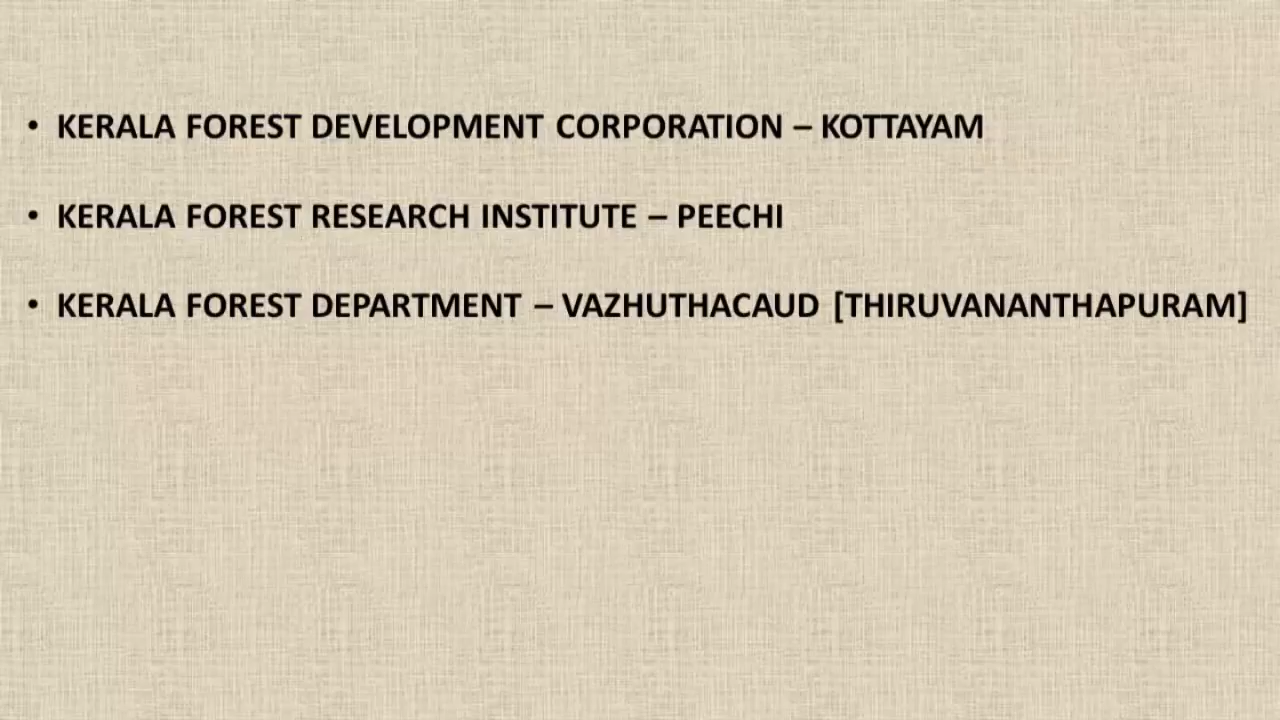 • KERALA FOREST DEVELOPMENT CORPORATION – KOTTAYAM
• KERALA FOREST RESEARCH INSTITUTE – PEECHI
• KERALA FOREST DEPARTMENT – VAZHUTHACAUD [THIRUVANANTHAPURAM]